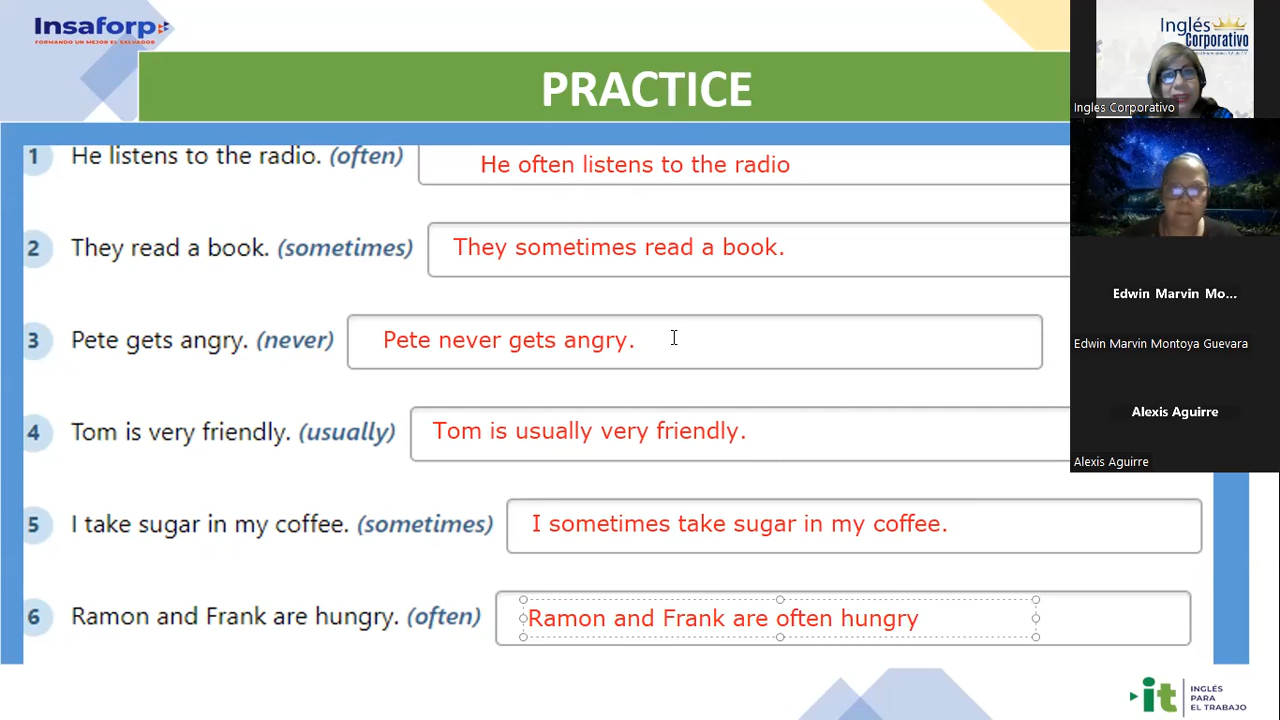 Insaforp
FORMANDO UN MEJOR EL SALVADOR
PRACTICE
1 He listens to the radio. (often) He often listens to the radio
2 They read a book. (sometimes) They sometimes read a book.
3 Pete gets angry. (never) Pete never gets angry.
4 Tom is very friendly. (usually) Tom is usually very friendly.
5 I take sugar in my coffee. (sometimes) I sometimes take sugar in my coffee.
6 Ramon and Frank are hungry. (often) Ramon and Frank are often hungry
Inglés
Corporativo
Ingles Corporativo
Edwin Marvin Mo...
Edwin Marvin Montoya Guevara
Alexis Aguirre
Alexis Aguirre
it INGLÉS
PARA
EL TRABAJO